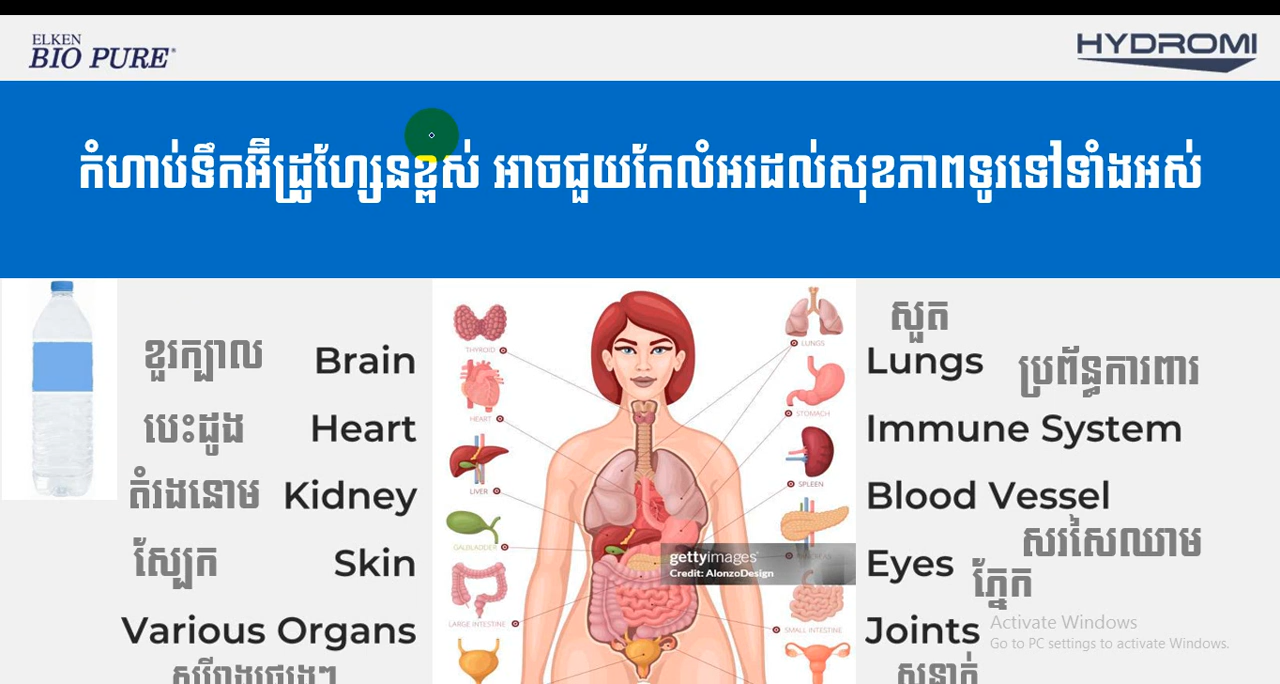 ELKEN
BIO PURE®
HYDROMI
កំហាប់ទឹកអ៊ីដ្រូហ្សែនខ្ពស់ អាចជួយកែលំអរដល់សុខភាពទូរទៅទាំងអស់
ខួរក្បាល Brain
បេះដូង Heart
តំរងនោម Kidney
ស្បែក Skin
Various Organs
THYROID
HEART
LIVER
GALBLADDER
LARGE INTESTINE
LUNGS
STOMACH
SPLEEN
SMALL INTESTINE
gettyimages®
Credit: AlonzoDesign
សួត
Lungs
ប្រព័ន្ធការពារ
Immune System
Blood Vessel
សរសៃឈាម
Eyes
ភ្នែក
Joints
Activate Windows
Go to PC settings to activate Windows.